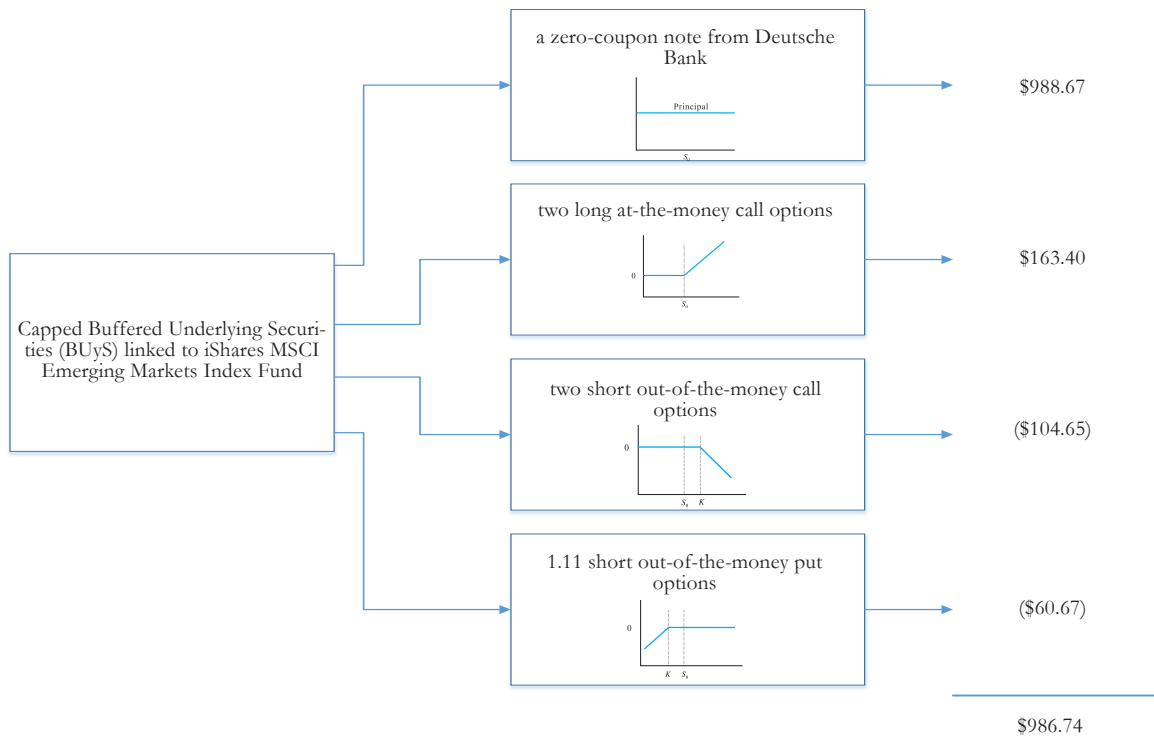 a zero-coupon note from Deutsche
Bank
Principal
S₀
$988.67
two long at-the-money call options
0
S₀
$163.40
Capped Buffered Underlying Securi-
ties (BUyS) linked to iShares MSCI
Emerging Markets Index Fund
two short out-of-the-money call
options
0
S₀ K
($104.65)
1.11 short out-of-the-money put
options
0
K S₀
($60.67)
$986.74